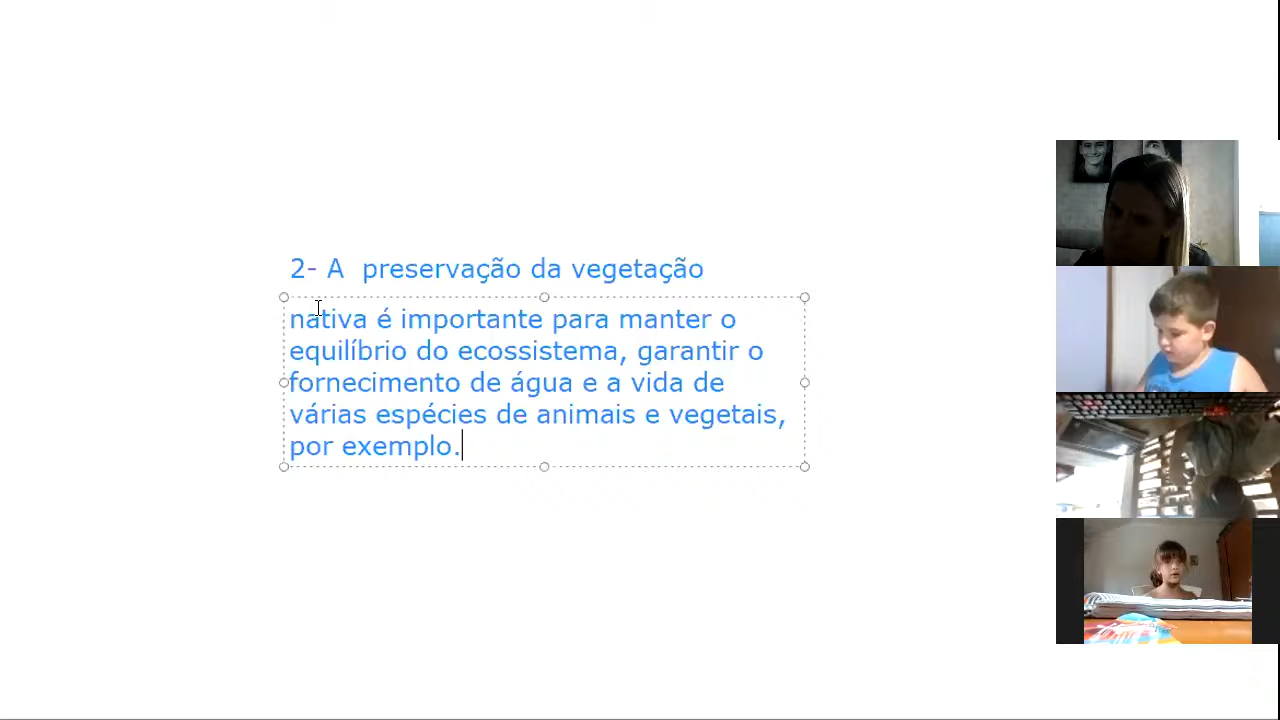 2- A  preservação da vegetação
nativa é importante para manter o
equilíbrio do ecossistema, garantir o
fornecimento de água e a vida de
várias espécies de animais e vegetais,
por exemplo.